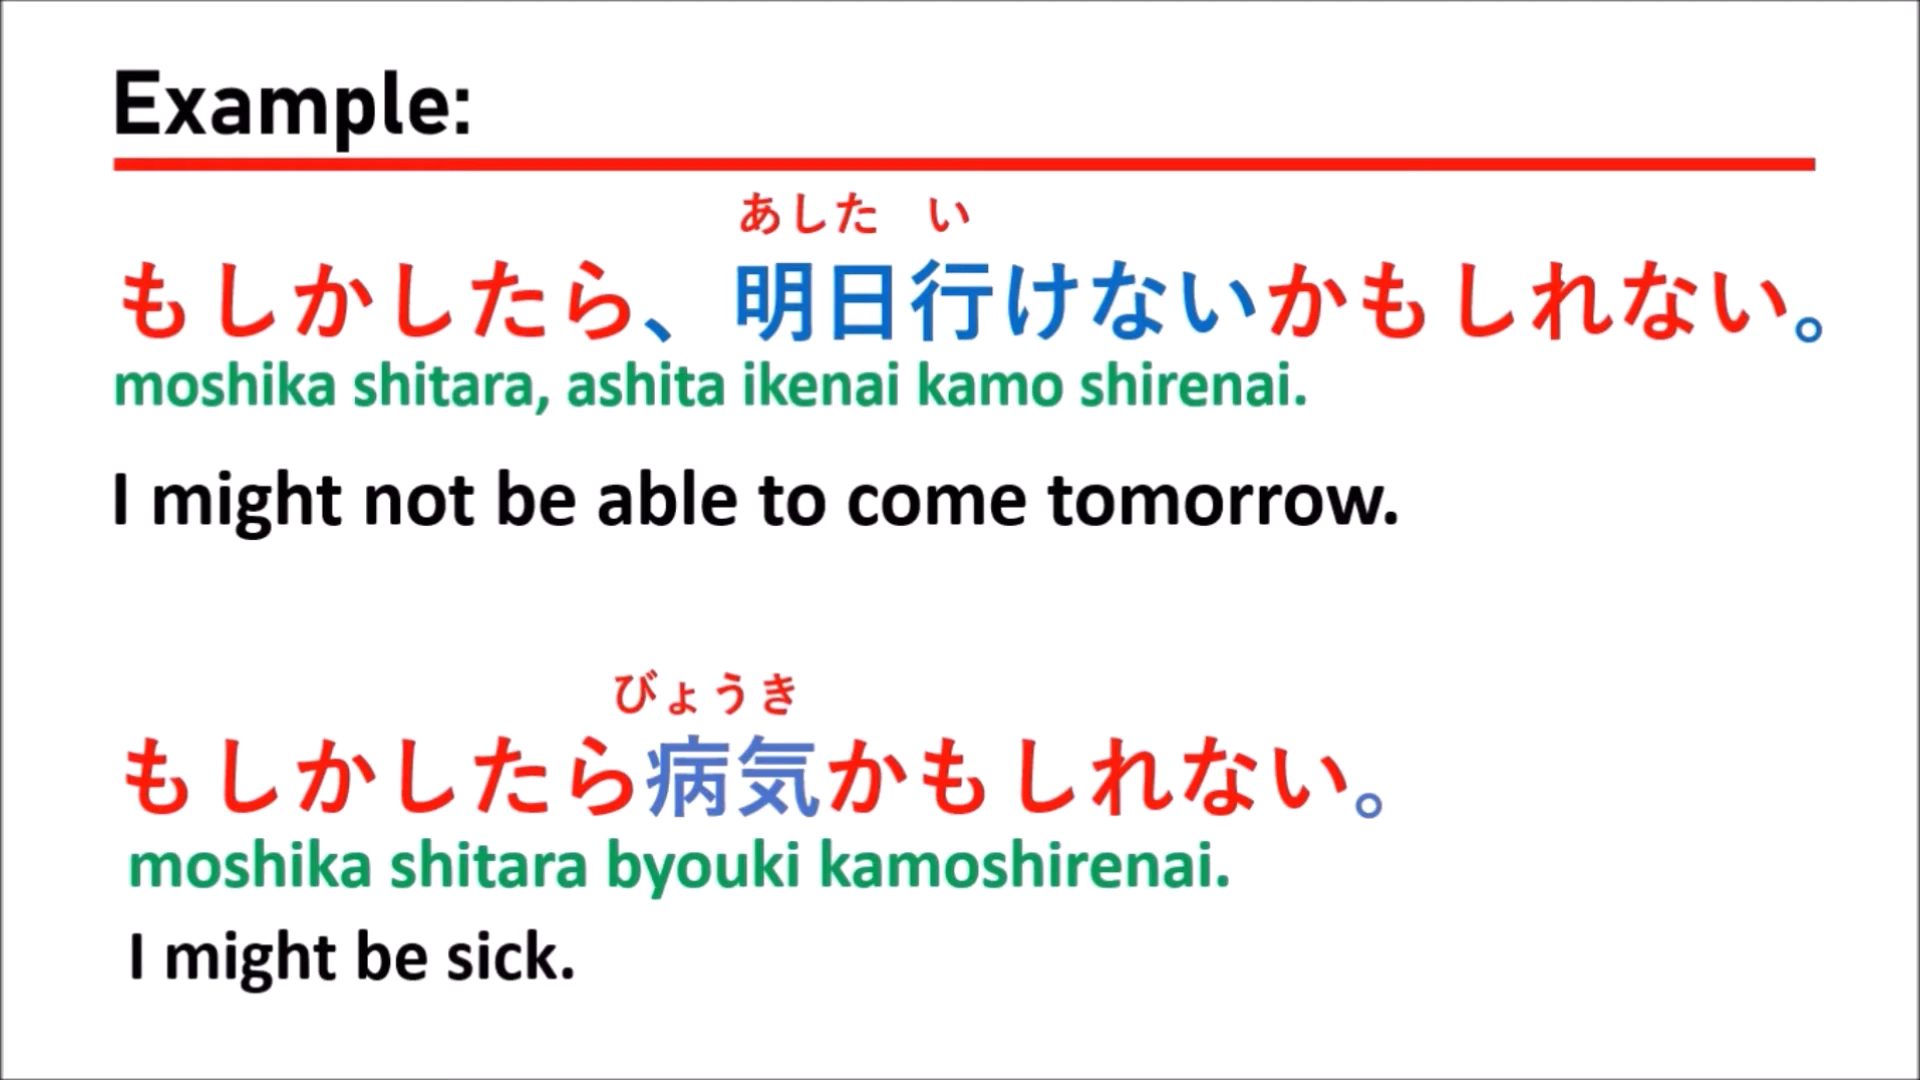 Example:
あした い
もしかしたら、明日行けないかもしれない。
moshika shitara, ashita ikenai kamo shirenai.
I might not be able to come tomorrow.
びょうき
もしかしたら病気かもしれない。
moshika shitara byouki kamoshirenai.
I might be sick.